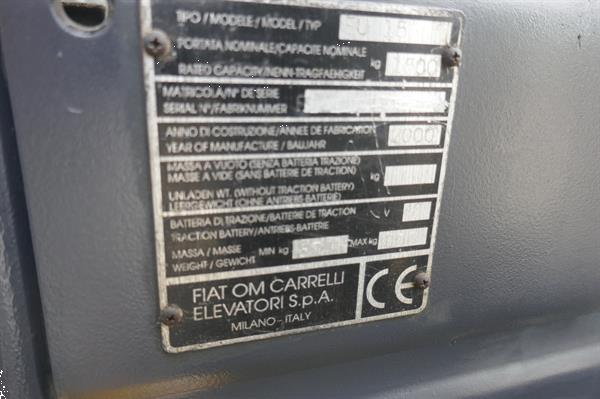 TIPO / MODELE / MODEL / TYP
PORTATA NOMINALE/CAPACITE NOMINALE
RATED CAPACITY/NENN-TRAGFAEHIGKEIT kg 1500
MATRICOLA/N° DE SERIE
SERIAL N°/FABRIKNUMMER
ANNO DI COSTRUZIONE/ANNEE DE FABRICATION
YEAR OF MANUFACTURE / BAUJAHR 2000
MASSA A VUOTO (SENZA BATTERIA TRAZIONE)
MASSE A VIDE (SANS BATTERIE DE TRACTION) kg
UNLADEN WT. (WITHOUT TRACTION BATTERY)
LEERGEWICHT (OHNE ANTRIEBS-BATTERIE)
BATTERIA DI TRAZIONE/BATTERIE DE TRACTION V
TRACTION BATTERY/ANTRIEBS-BATTERIE
MASSA / MASSE
WEIGHT / GEWICHT MIN kg MAX kg
CE
FIAT OM CARRELLI
ELEVATORI S.p.A.
MILANO - ITALY